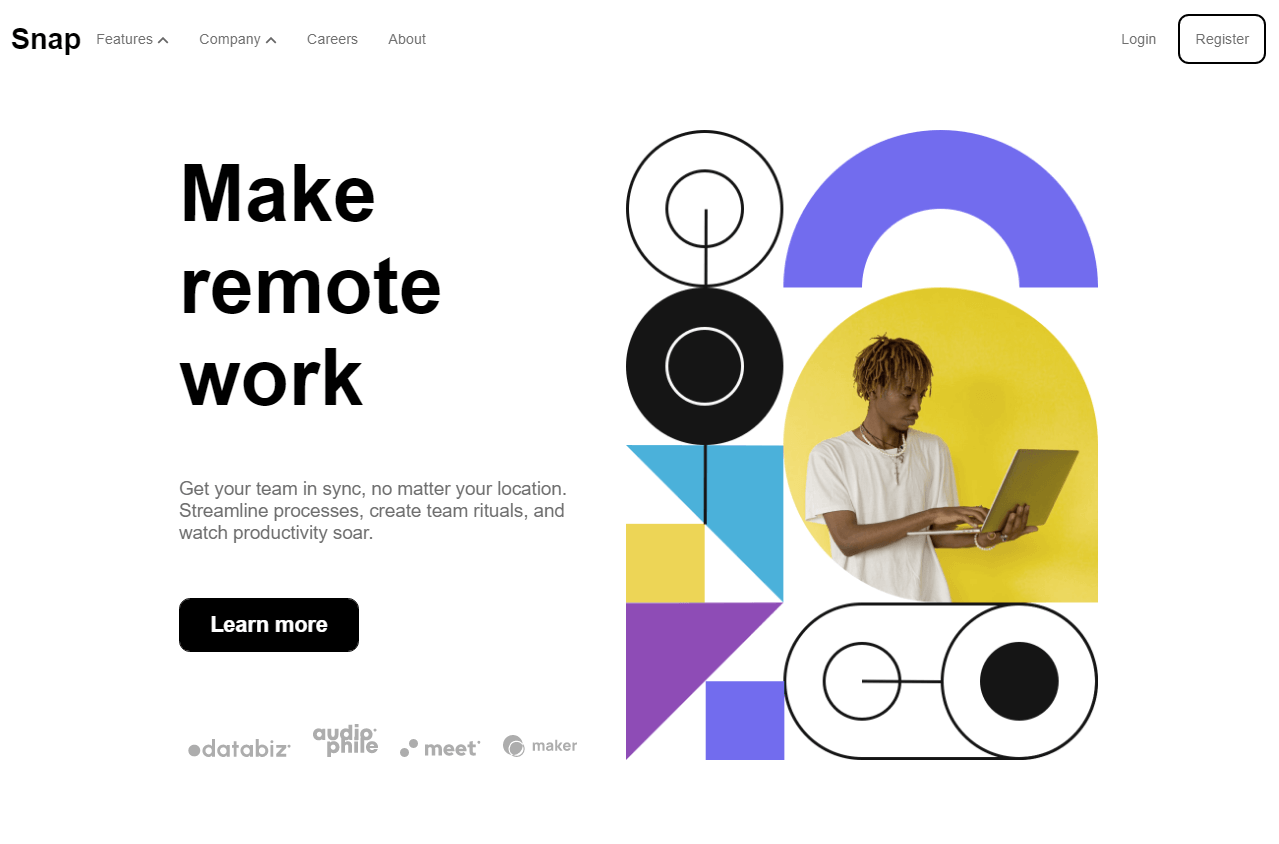 Snap Features Company Careers About Login Register
Make
remote
work
Get your team in sync, no matter your location.
Streamline processes, create team rituals, and
watch productivity soar.
Learn more
databiz audiophile meet maker